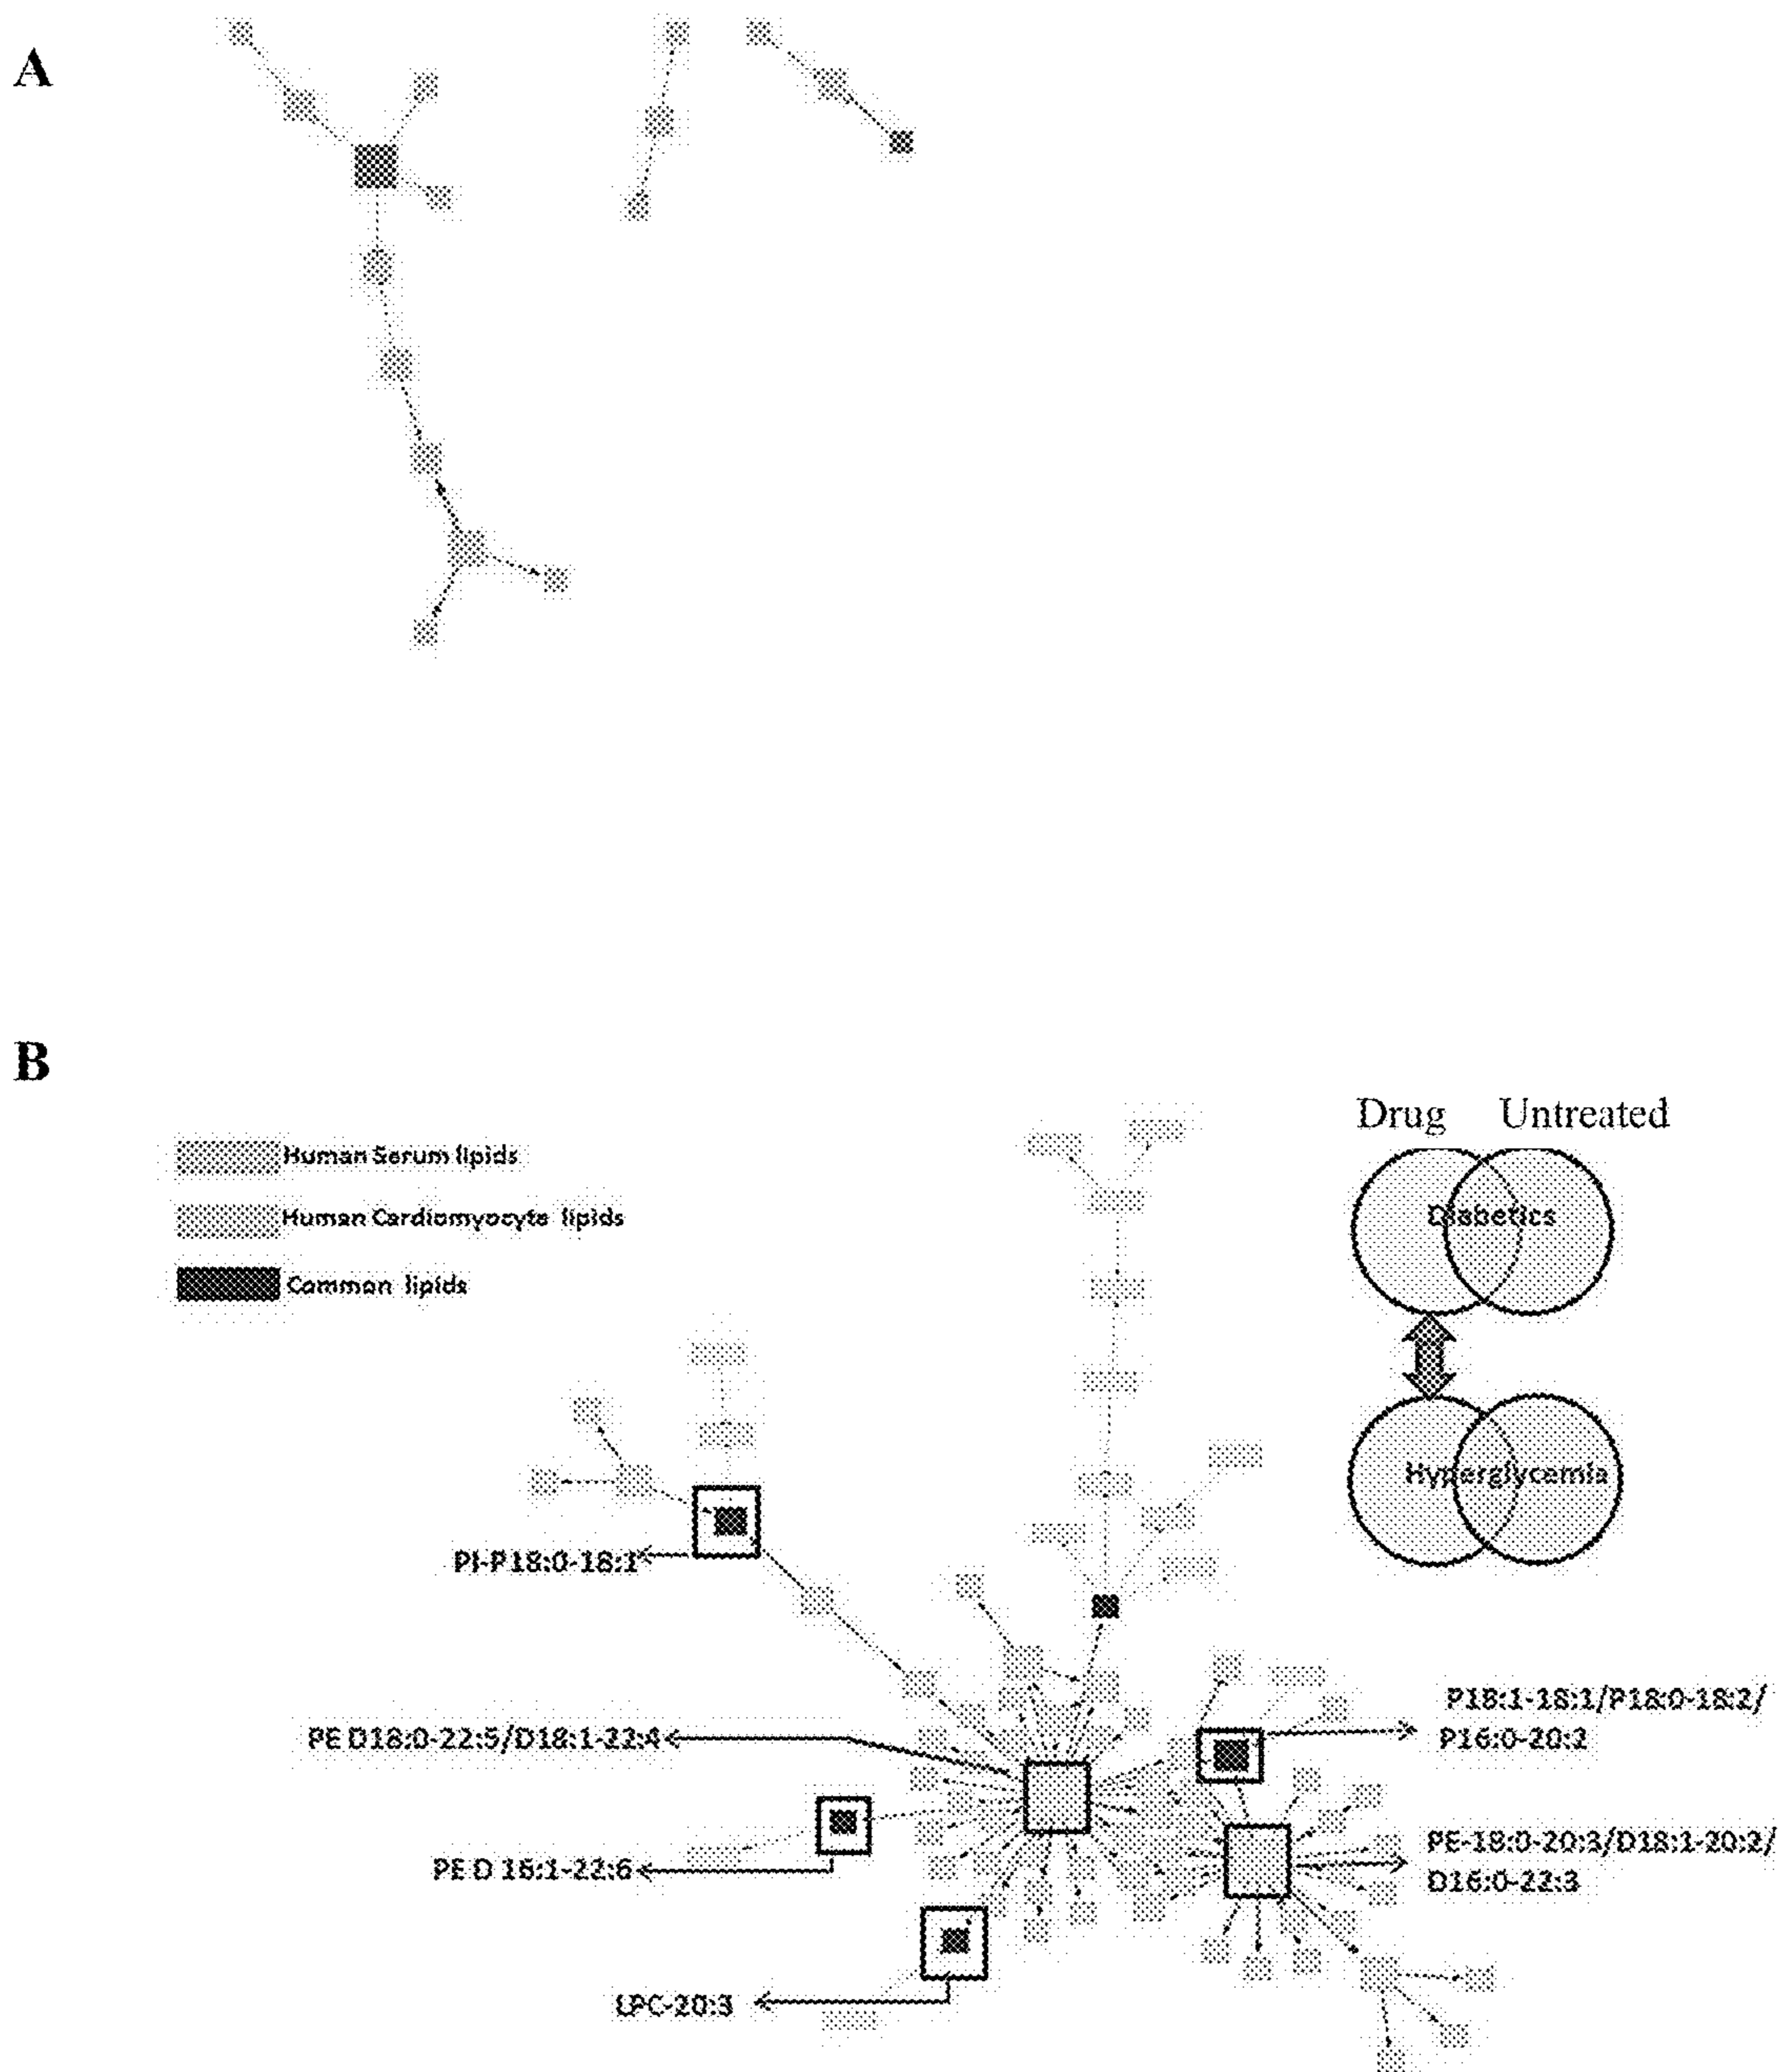 A
B
Drug Untreated
Human Serum lipids
Human Cardiomyocyte lipids
Common lipids
Diabetics
Hyperglycemia
PI-P18:0-18:1
PE D18:0-22:5/D18:1-22:4
P18:1-18:1/P18:0-18:2/
P16:0-20:2
PE D 16:1-22:6
PE-18:0-20:3/D18:1-20:2/
D16:0-22:3
LPC-20:3